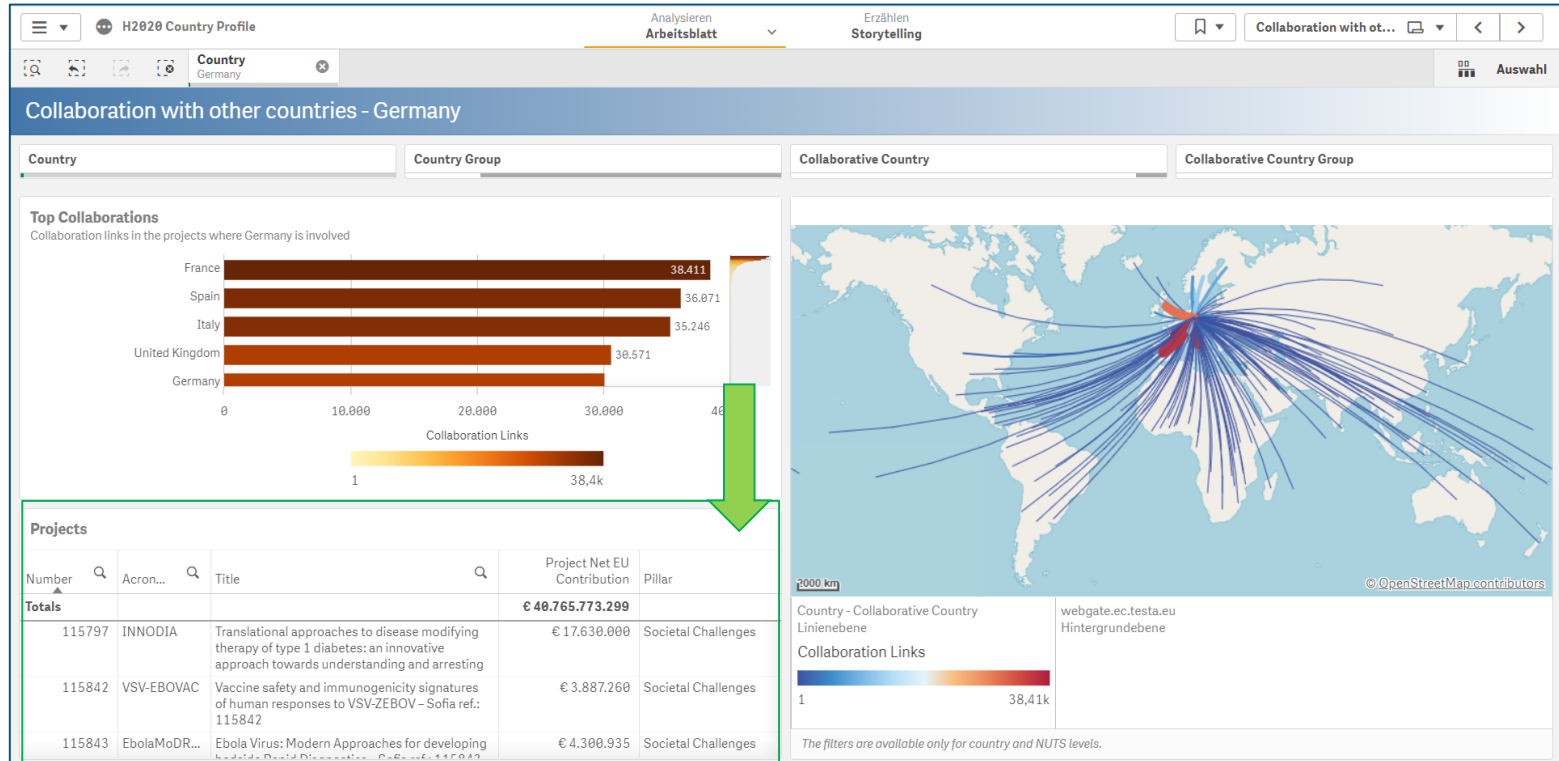 H2020 Country Profile
Analysieren
Arbeitsblatt
Erzählen
Storytelling
Collaboration with ot...
Country
Germany
Auswahl
Collaboration with other countries - Germany
Country
Country Group
Collaborative Country
Collaborative Country Group
Top Collaborations
Collaboration links in the projects where Germany is involved
France
38.411
Spain
36.071
Italy
35.246
United Kingdom
30.571
Germany
0
10.000
20.000
30.000
40
Collaboration Links
1
38,4k
Projects
Number
Acron...
Title
Project Net EU
Contribution
Pillar
Totals
€ 40.765.773.299
115797
INNODIA
Translational approaches to disease modifying
therapy of type 1 diabetes: an innovative
approach towards understanding and arresting
€ 17.630.000
Societal Challenges
115842
VSV-EBOVAC
Vaccine safety and immunogenicity signatures
of human responses to VSV-ZEBOV – Sofia ref.:
115842
€ 3.887.260
Societal Challenges
115843
EbolaMoDR...
Ebola Virus: Modern Approaches for developing
bedside Rapid Diagnostics - Sofia ref.: 115843
€ 4.300.935
Societal Challenges
2000 km
© OpenStreetMap contributors
Country - Collaborative Country
Linienebene
Collaboration Links
1
38,41k
webgate.ec.testa.eu
Hintergrundebene
The filters are available only for country and NUTS levels.